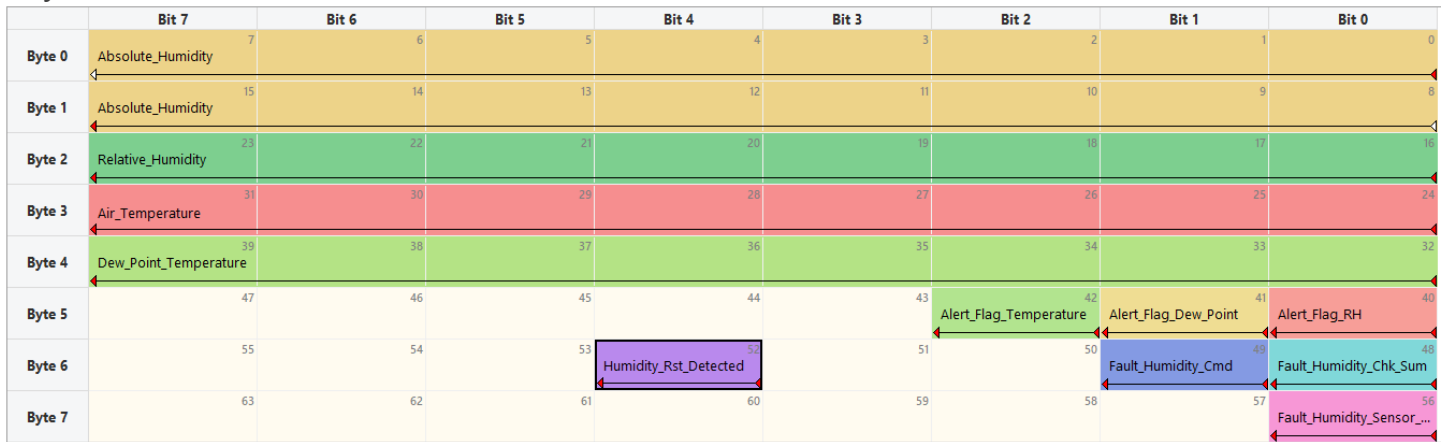 Bit 7 Bit 6 Bit 5 Bit 4 Bit 3 Bit 2 Bit 1 Bit 0
7 6 5 4 3 2 1 0
Byte 0 Absolute_Humidity
15 14 13 12 11 10 9 8
Byte 1 Absolute_Humidity
23 22 21 20 19 18 17 16
Byte 2 Relative_Humidity
31 30 29 28 27 26 25 24
Byte 3 Air_Temperature
39 38 37 36 35 34 33 32
Byte 4 Dew_Point_Temperature
47 46 45 44 43 42 41 40
Byte 5 Alert_Flag_Temperature Alert_Flag_Dew_Point Alert_Flag_RH
55 54 53 52 51 50 49 48
Byte 6 Humidity_Rst_Detected Fault_Humidity_Cmd Fault_Humidity_Chk_Sum
63 62 61 60 59 58 57 56
Byte 7 Fault_Humidity_Sensor_...